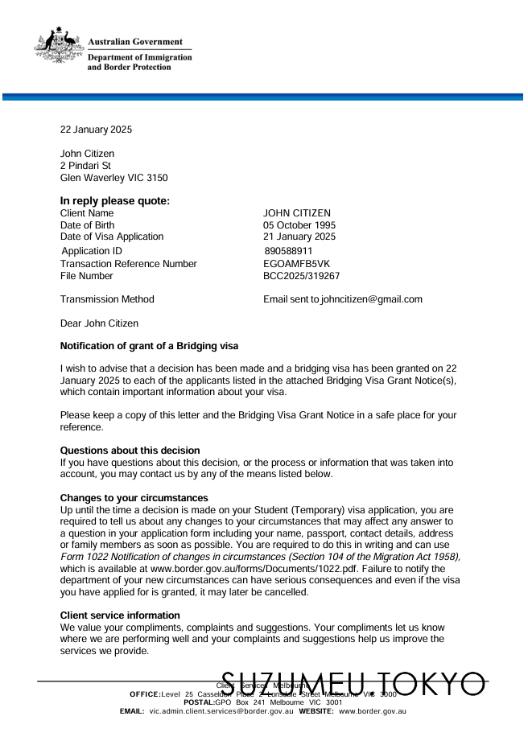 Australian Government
Department of Immigration
and Border Protection
22 January 2025
John Citizen
2 Pindari St
Glen Waverley VIC 3150
In reply please quote:
Client Name JOHN CITIZEN
Date of Birth 05 October 1995
Date of Visa Application 21 January 2025
Application ID 890588911
Transaction Reference Number EGOAMFB5VK
File Number BCC2025/319267
Transmission Method Email sent to johncitizen@gmail.com
Dear John Citizen
Notification of grant of a Bridging visa
I wish to advise that a decision has been made and a bridging visa has been granted on 22
January 2025 to each of the applicants listed in the attached Bridging Visa Grant Notice(s),
which contain important information about your visa.
Please keep a copy of this letter and the Bridging Visa Grant Notice in a safe place for your
reference.
Questions about this decision
If you have questions about this decision, or the process or information that was taken into
account, you may contact us by any of the means listed below.
Changes to your circumstances
Up until the time a decision is made on your Student (Temporary) visa application, you are
required to tell us about any changes to your circumstances that may affect any answer to
a question in your application form including your name, passport, contact details, address
or family members as soon as possible. You are required to do this in writing and can use
Form 1022 Notification of changes in circumstances (Section 104 of the Migration Act 1958),
which is available at www.border.gov.au/forms/Documents/1022.pdf. Failure to notify the
department of your new circumstances can have serious consequences and even if the visa
you have applied for is granted, it may later be cancelled.
Client service information
We value your compliments, complaints and suggestions. Your compliments let us know
where we are performing well and your complaints and suggestions help us improve the
services we provide.
SUZUMEU TOKYO
Client Services Melbourne
OFFICE:Level 25 Casselden Place 2 Lonsdale Street Melbourne VIC 3000
POSTAL:GPO Box 241 Melbourne VIC 3001
EMAIL: vic.admin.client.services@border.gov.au WEBSITE: www.border.gov.au